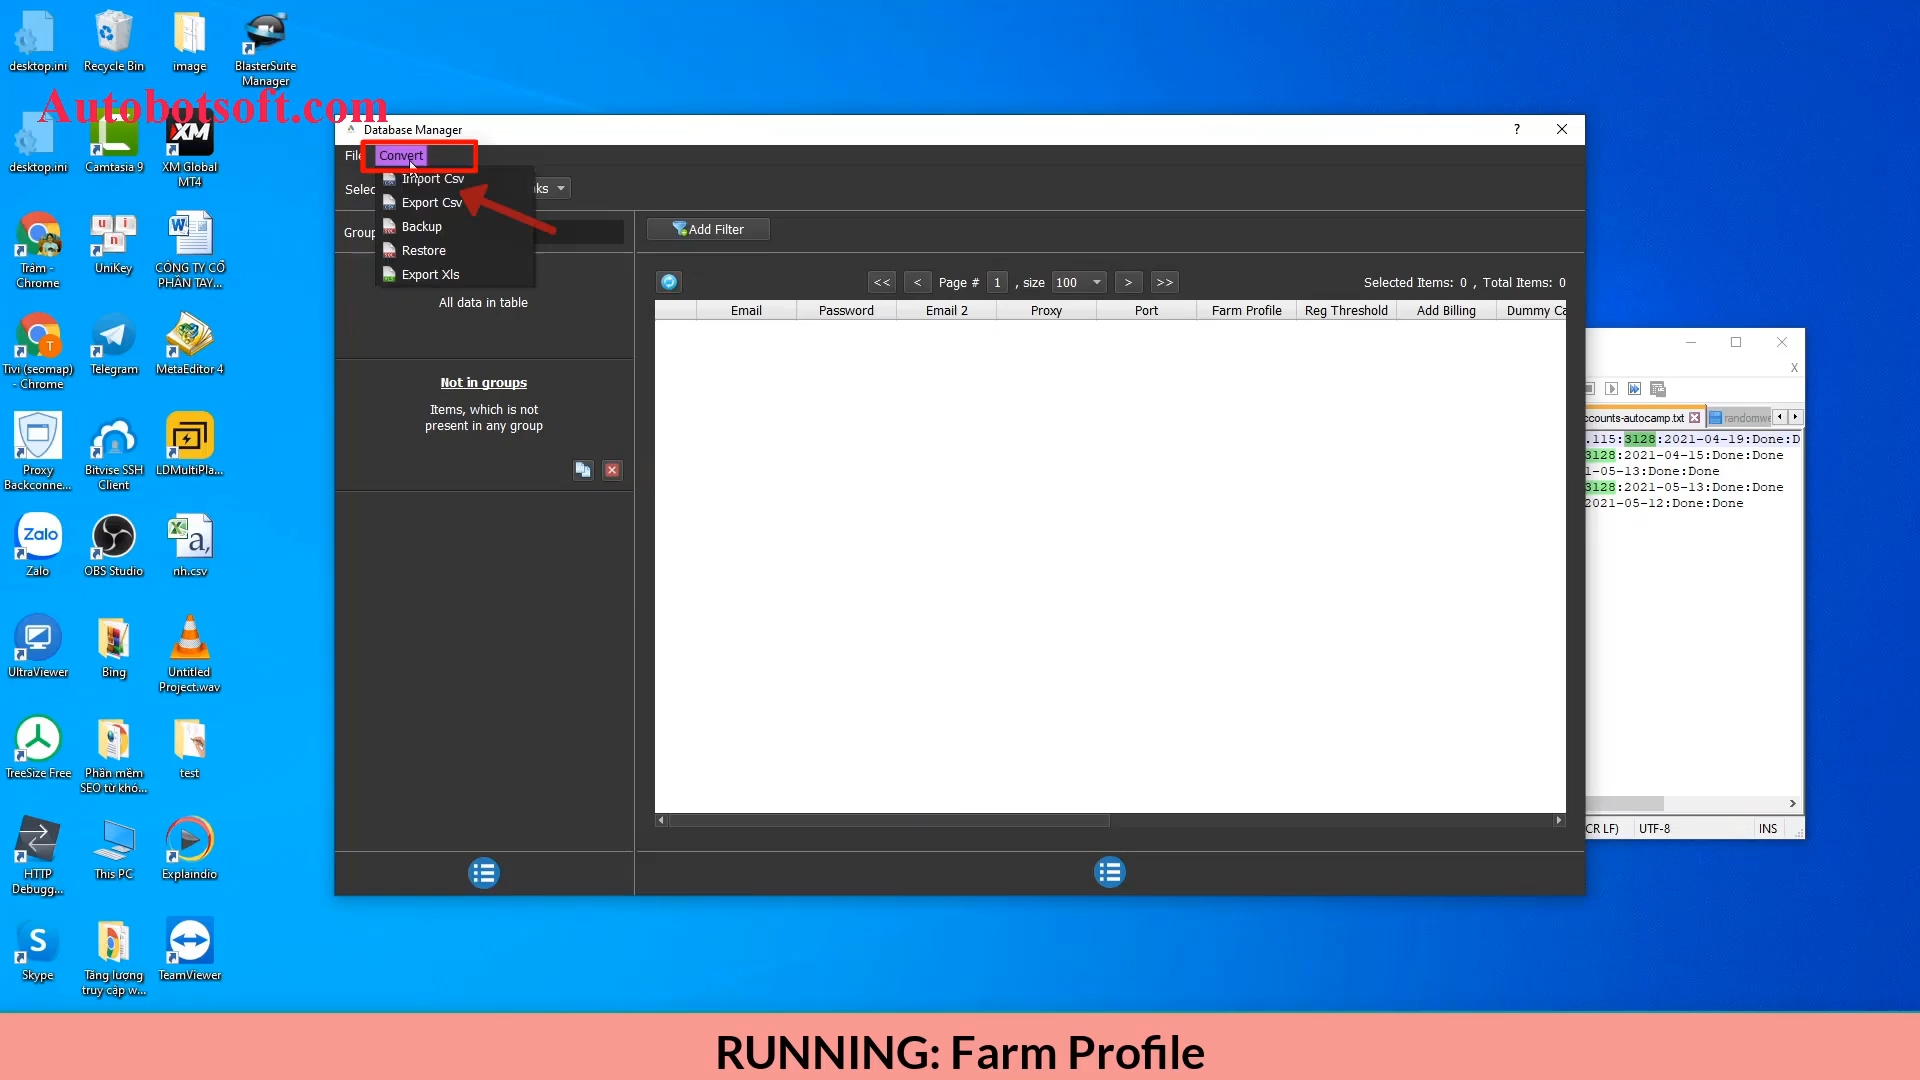 desktop.ini
Recycle Bin
image
BlasterSuite
Manager
Autobotsoft.com
desktop.ini
Camtasia 9
XM
XM Global
MT4
Trâm -
Chrome
UniKey
CÔNG TY CỔ
PHẦN TAY...
Tivi (seomap)
- Chrome
Telegram
MetaEditor 4
Proxy
Backconne...
Bitvise SSH
Client
LDMultiPla...
Zalo
Zalo
OBS Studio
nh.csv
UltraViewer
Bing
Untitled
Project.wav
TreeSize Free
Phần mềm
SEO từ khó...
test
HTTP
Debugg...
This PC
Explaindio
Skype
Tăng lượng
truy cập w...
TeamViewer
Database Manager
?
File
Convert
Import Csv
Export Csv
Backup
Restore
Export Xls
Selec
ks
Group
Add Filter
All data in table
Not in groups
Items, which is not
present in any group
<< < Page # 1 , size 100 > >>
Selected Items: 0 , Total Items: 0
Email Password Email 2 Proxy Port Farm Profile Reg Threshold Add Billing Dummy Ca
X
ccounts-autocamp.txt
randomwe
.115:3128:2021-04-19:Done:D
3128:2021-04-15:Done:Done
1-05-13:Done:Done
3128:2021-05-13:Done:Done
2021-05-12:Done:Done
CR LF) UTF-8 INS
RUNNING: Farm Profile